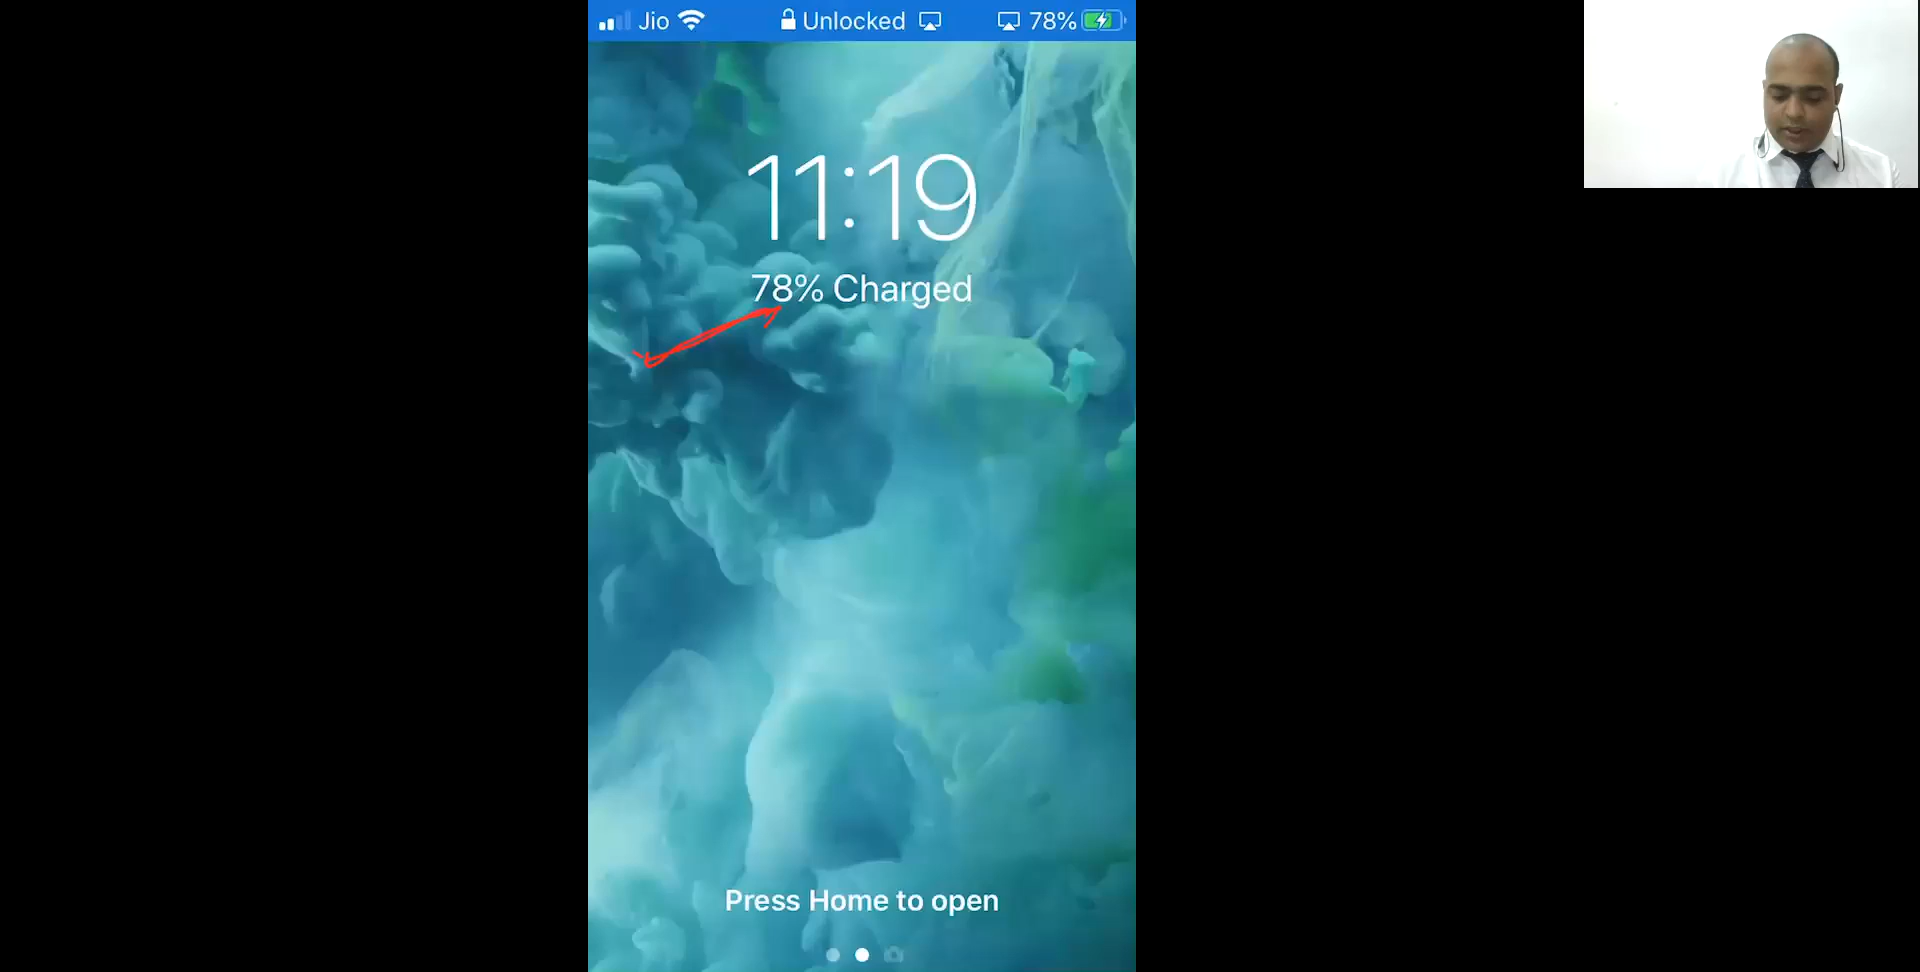 Jio Unlocked 78%
11:19
78% Charged
Press Home to open